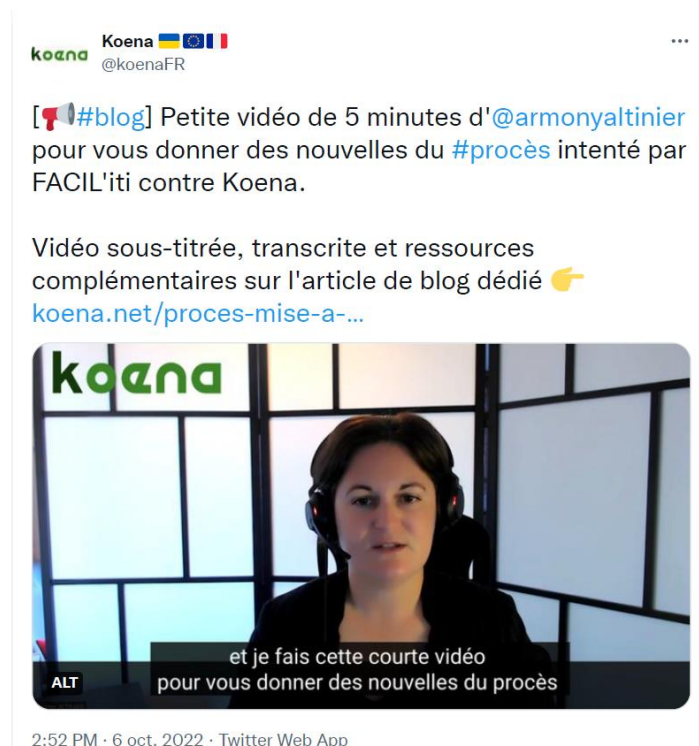 koena
Koena 🇺🇦🇪🇺🇫🇷
@koenaFR
[📢#blog] Petite vidéo de 5 minutes d'@armonyaltinier
pour vous donner des nouvelles du #procès intenté par
FACIL'iti contre Koena.
Vidéo sous-titrée, transcrite et ressources
complémentaires sur l'article de blog dédié 👉
koena.net/proces-mise-a-…
koena
et je fais cette courte vidéo
pour vous donner des nouvelles du procès
ALT
2:52 PM · 6 oct. 2022 · Twitter Web App